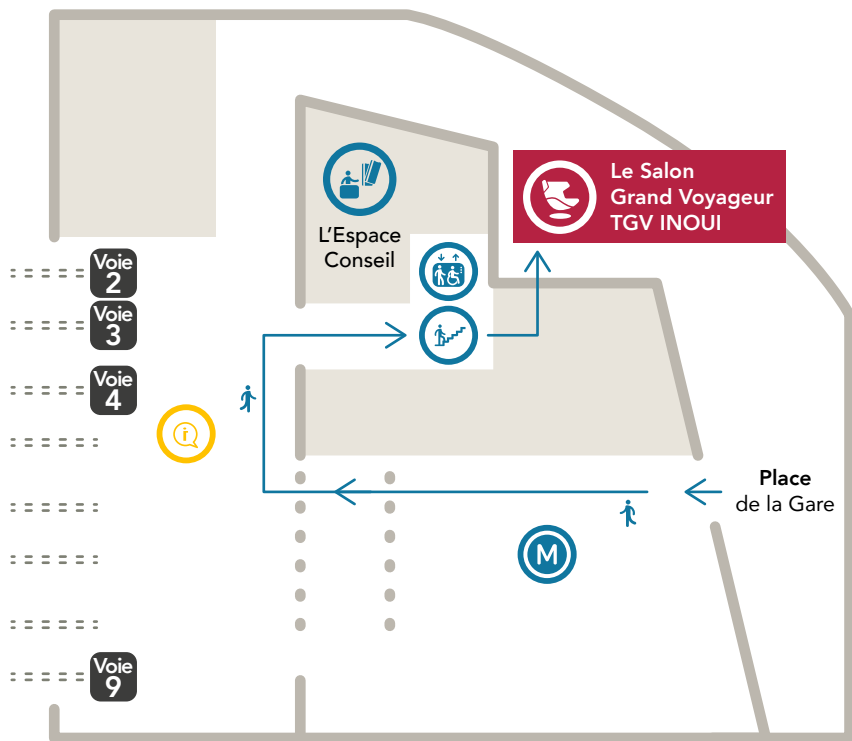 Le Salon
Grand Voyageur
TGV INOUI
L'Espace
Conseil
Voie
2
Voie
3
Voie
4
i
Place
de la Gare
M
Voie
9